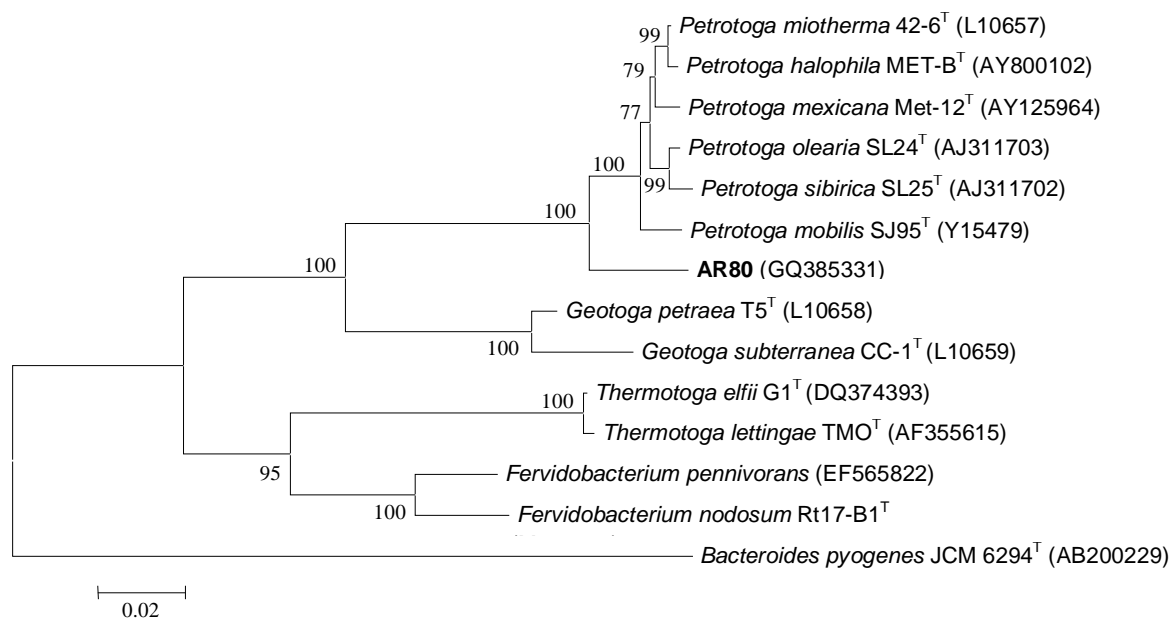 99 Petrotoga miotherma 42-6ᵀ (L10657)
Petrotoga halophila MET-Bᵀ (AY800102)
79
Petrotoga mexicana Met-12ᵀ (AY125964)
77
Petrotoga olearia SL24ᵀ (AJ311703)
100
99 Petrotoga sibirica SL25ᵀ (AJ311702)
100
Petrotoga mobilis SJ95ᵀ (Y15479)
100
AR80 (GQ385331)
Geotoga petraea T5ᵀ (L10658)
100
Geotoga subterranea CC-1ᵀ (L10659)
Thermotoga elfii G1ᵀ (DQ374393)
100
Thermotoga lettingae TMOᵀ (AF355615)
95
Fervidobacterium pennivorans (EF565822)
100
Fervidobacterium nodosum Rt17-B1ᵀ
Bacteroides pyogenes JCM 6294ᵀ (AB200229)
0.02